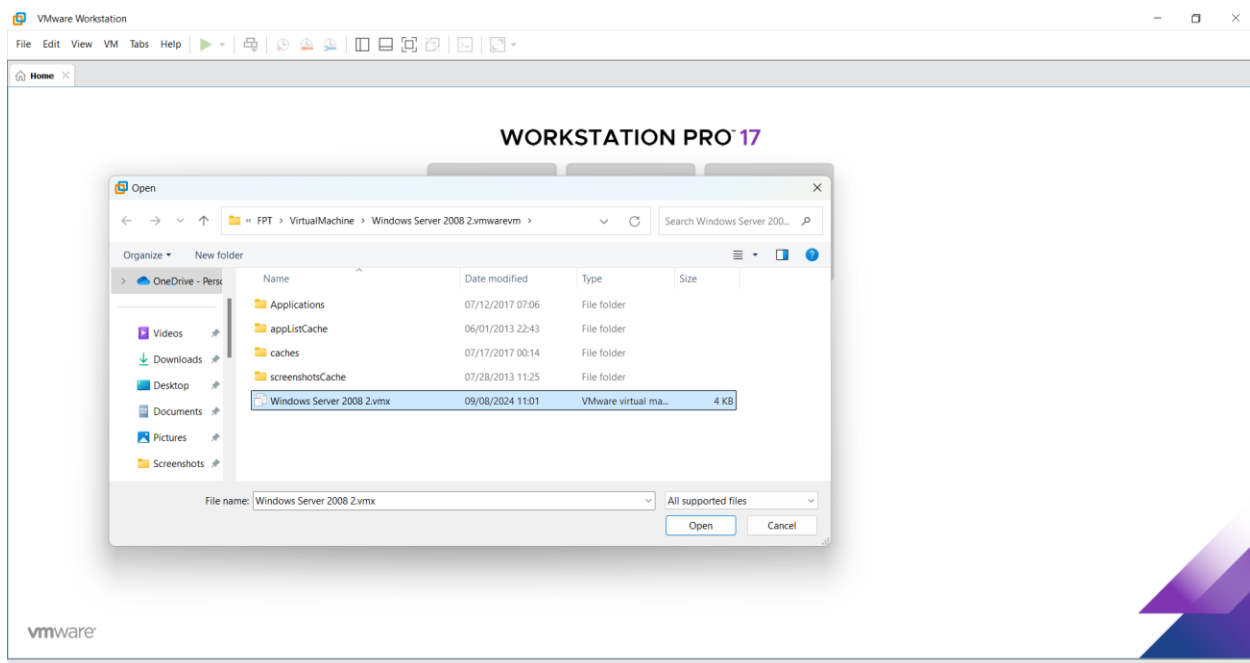 VMware Workstation
File Edit View VM Tabs Help
Home
WORKSTATION PRO™ 17
Open
« FPT > VirtualMachine > Windows Server 2008 2.vmwarevm >
Search Windows Server 200...
Organize New folder
OneDrive - Perso
Name Date modified Type Size
Applications 07/12/2017 07:06 File folder
appListCache 06/01/2013 22:43 File folder
caches 07/17/2017 00:14 File folder
screenshotsCache 07/28/2013 11:25 File folder
Windows Server 2008 2.vmx 09/08/2024 11:01 VMware virtual ma... 4 KB
Videos
Downloads
Desktop
Documents
Pictures
Screenshots
File name: Windows Server 2008 2.vmx All supported files
Open Cancel
vmware